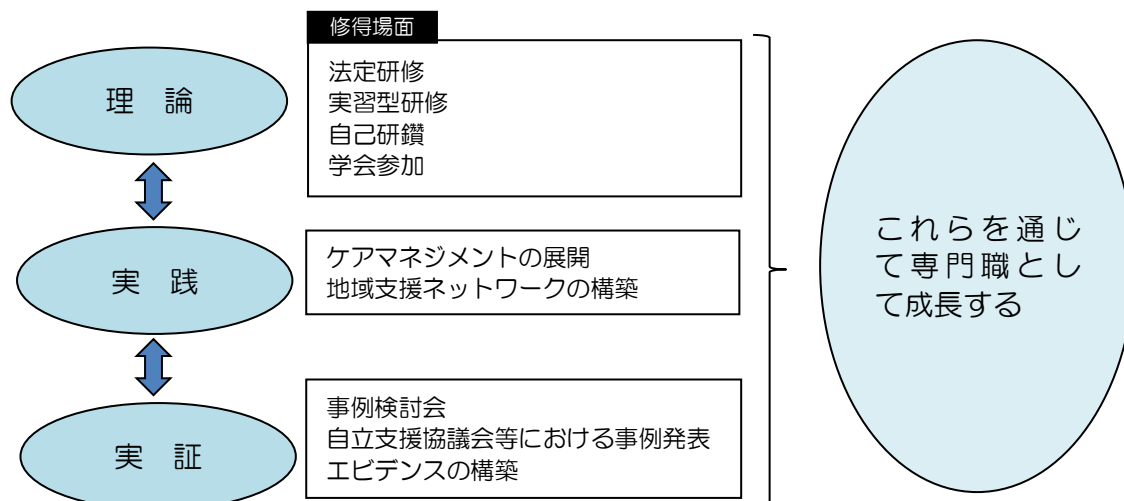 修得場面
理 論
法定研修
実習型研修
自己研鑽
学会参加
実 践
ケアマネジメントの展開
地域支援ネットワークの構築
実 証
事例検討会
自立支援協議会等における事例発表
エビデンスの構築
これらを通じ
て専門職とし
て成長する